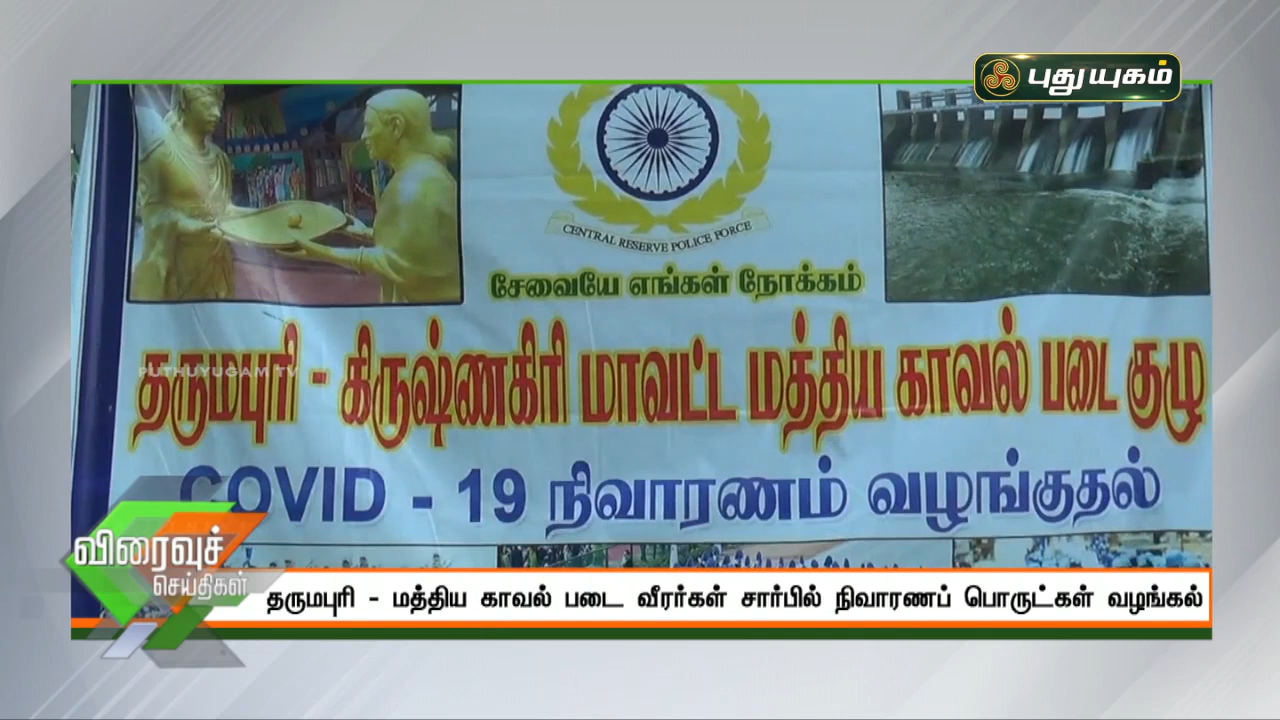 புதுயுகம்
CENTRAL RESERVE POLICE PORCE
சேவையே எங்கள் நோக்கம்
தருமபுரி - கிருஷ்ணகிரி மாவட்ட மத்திய காவல் படை குழு
PUTHUYUGAM TV
COVID - 19 நிவாரணம் வழங்குதல்
விரைவுச்
செய்திகள்
தருமபுரி - மத்திய காவல் படை வீரர்கள் சார்பில் நிவாரணப் பொருட்கள் வழங்கல்